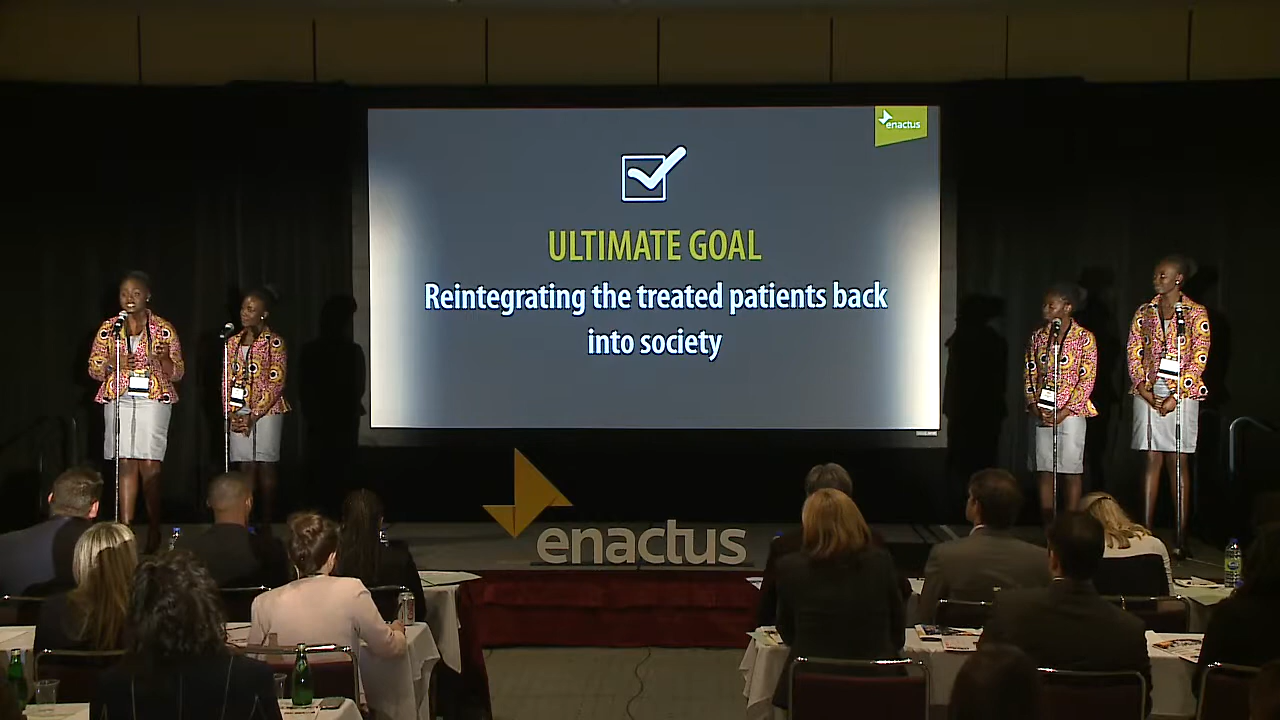 enactus
ULTIMATE GOAL
Reintegrating the treated patients back
into society
enactus